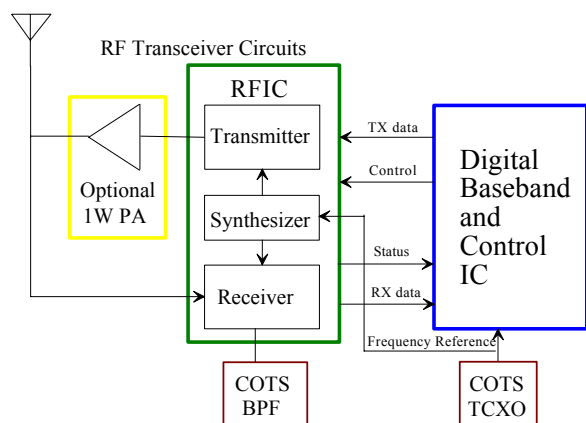 RF Transceiver Circuits
RFIC
Transmitter
Optional
1W PA
Synthesizer
Receiver
TX data
Control
Status
RX data
Frequency Reference
Digital
Baseband
and
Control
IC
COTS
BPF
COTS
TCXO